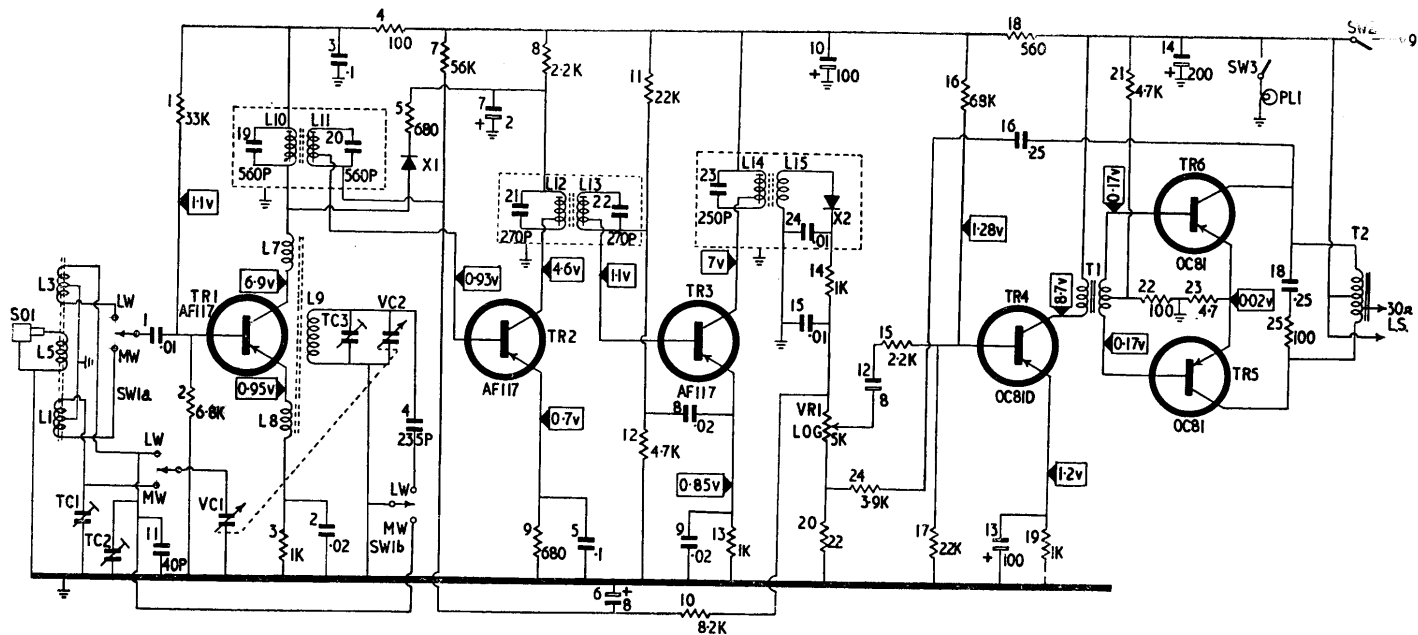 4
100
18
560
SW2
9
3
.1
7
56K
8
2.2K
10
+
100
14
+
200
SW3
PL1
1
33K
5
680
7
+
2
11
22K
16
68K
21
4.7K
L10
L11
19
20
560P
560P
X1
16
.25
TR6
1.1v
L12
L13
21
22
270P
270P
L14
L15
23
250P
24
.01
X2
0.17v
OC81
L7
6.9v
0.93v
4.6v
1.1v
7v
14
1K
1.28v
T2
L3
LW
TR1
AF117
L9
VC2
TC3
TR2
TR3
15
.01
TR4
8.7v
T1
22
100
23
4.7
0.02v
18
.25
30Ω
L.S.
SO1
1
.01
L5
MW
SW1a
15
2.2K
25
100
0.95v
AF117
AF117
12
8
OC81D
0.17v
TR5
L1
2
6.8K
L8
4
235P
0.7v
8
.02
VR1
LOG
5K
OC81
LW
12
4.7K
1.2v
MW
TC1
VC1
LW
0.85v
24
3.9K
TC2
11
40P
3
1K
2
.02
MW
SW1b
9
680
5
.1
9
.02
13
1K
20
22
17
22K
13
+
100
19
1K
6
+
8
10
8.2K